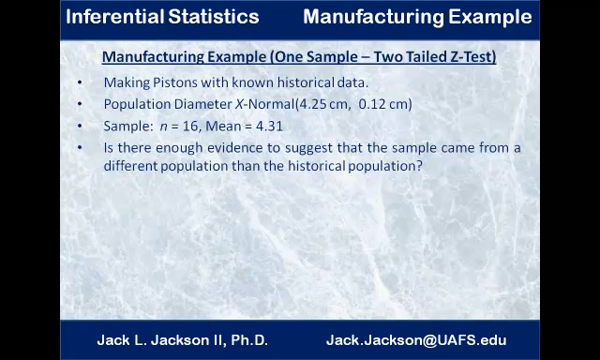 Inferential Statistics Manufacturing Example
Manufacturing Example (One Sample – Two Tailed Z-Test)
• Making Pistons with known historical data.
• Population Diameter X-Normal(4.25 cm, 0.12 cm)
• Sample: n = 16, Mean = 4.31
• Is there enough evidence to suggest that the sample came from a
different population than the historical population?
Jack L. Jackson II, Ph.D. Jack.Jackson@UAFS.edu